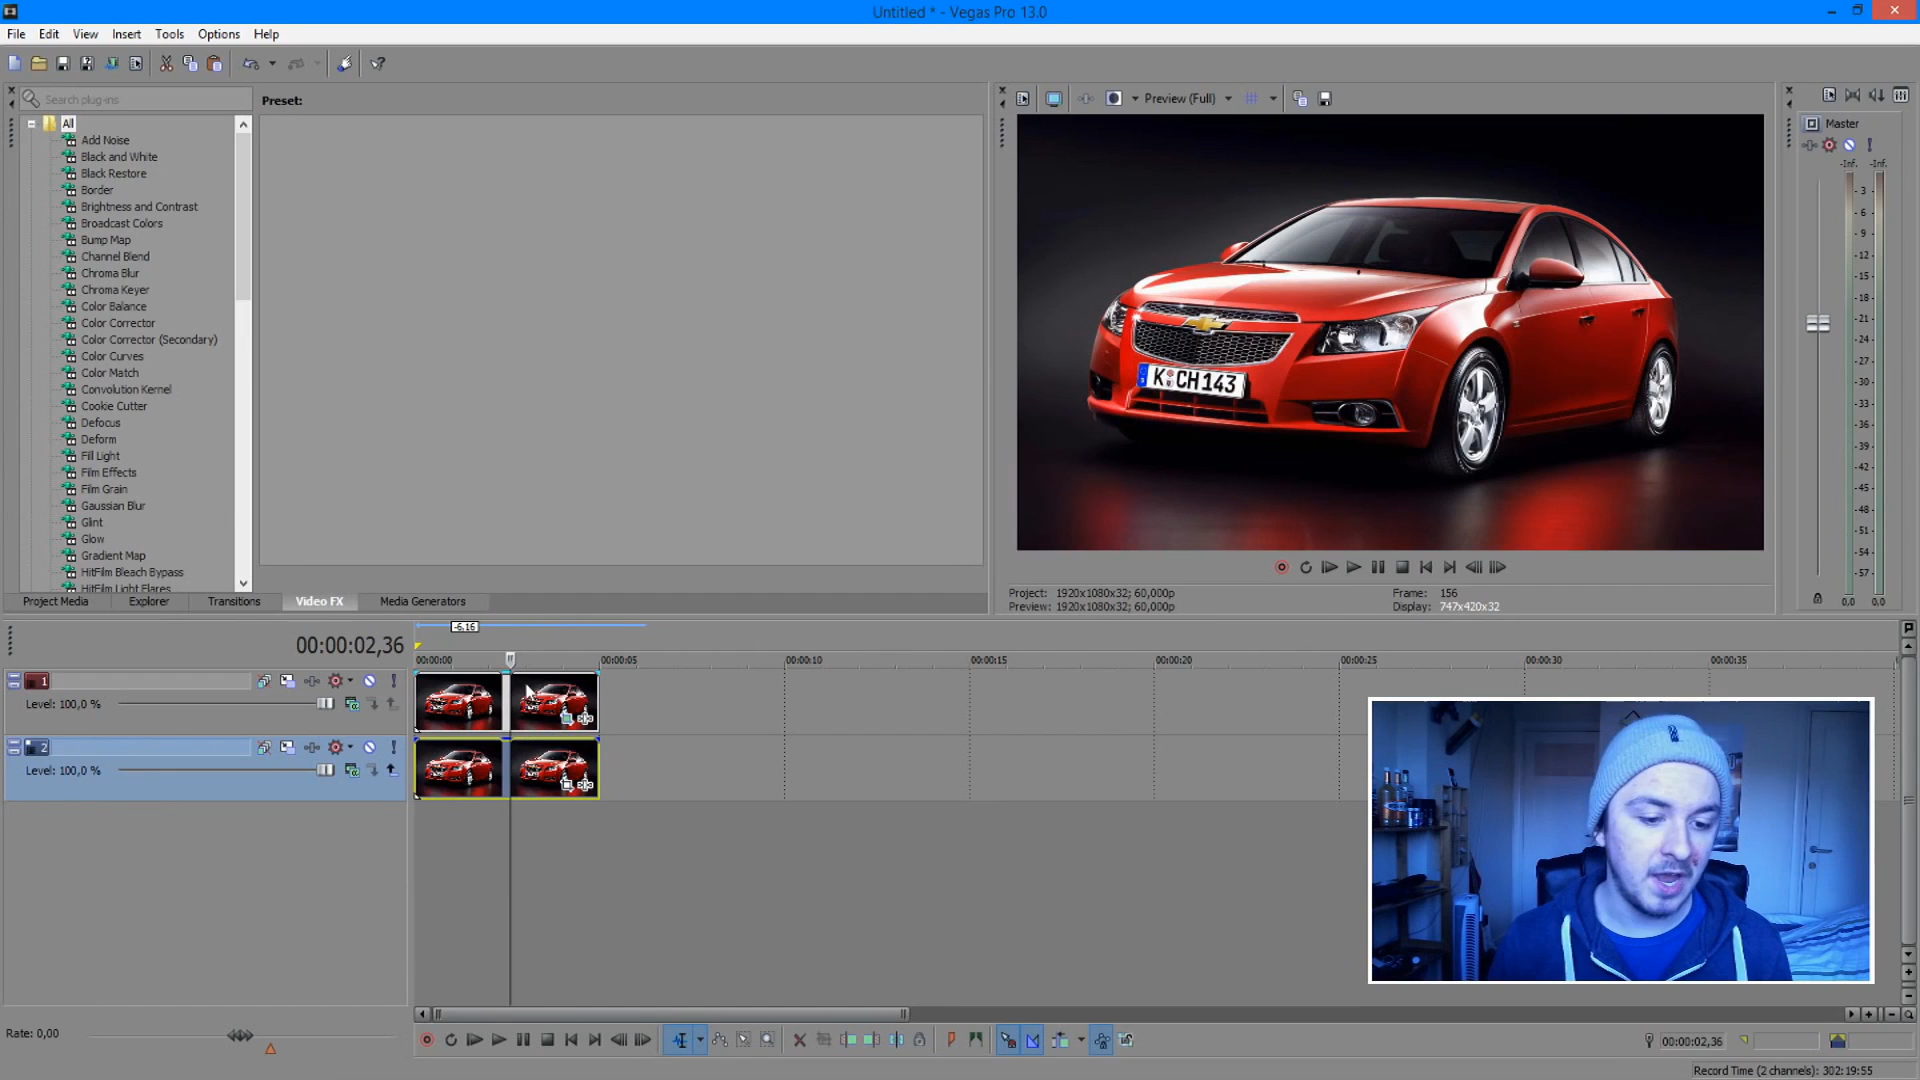 Untitled * - Vegas Pro 13.0
File Edit View Insert Tools Options Help
Search plug-ins
Preset:
Preview (Full)
Master
All
Add Noise
Black and White
Black Restore
Border
Brightness and Contrast
Broadcast Colors
Bump Map
Channel Blend
Chroma Blur
Chroma Keyer
Color Balance
Color Corrector
Color Corrector (Secondary)
Color Curves
Color Match
Convolution Kernel
Cookie Cutter
Defocus
Deform
Fill Light
Film Effects
Film Grain
Gaussian Blur
Glint
Glow
Gradient Map
HitFilm Bleach Bypass
HitFilm Light Flares
K CH 143
-Inf. -Inf.
- 3 -
- 6 -
- 9 -
- 12 -
- 15 -
- 18 -
- 21 -
- 24 -
- 27 -
- 30 -
- 33 -
- 36 -
- 39 -
- 42 -
- 45 -
- 48 -
- 51 -
- 54 -
- 57 -
0,0 0,0
Project Media Explorer Transitions Video FX Media Generators
Project: 1920x1080x32; 60,000p
Preview: 1920x1080x32; 60,000p
Frame: 156
Display: 747x420x32
-6.16
00:00:02,36
00:00:00 00:00:05 00:00:10 00:00:15 00:00:20 00:00:25 00:00:30 00:00:35
1
Level: 100,0 %
2
Level: 100,0 %
Rate: 0,00
00:00:02,36
Record Time (2 channels): 302:19:55